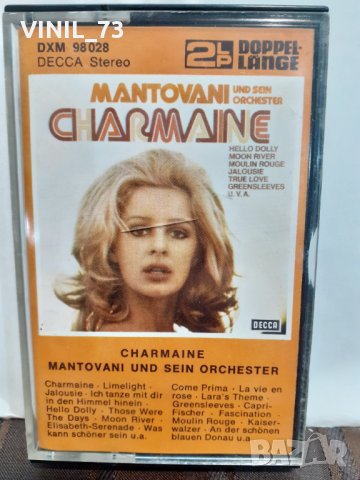 VINIL_73
DXM 98028
DECCA Stereo
2LP DOPPEL-
LÄNGE
MANTOVANI UND SEIN
ORCHESTER
CHARMAINE
HELLO DOLLY
MOON RIVER
MOULIN ROUGE
JALOUSIE
TRUE LOVE
GREENSLEEVES
U.V.A.
DECCA
CHARMAINE
MANTOVANI UND SEIN ORCHESTER
Charmaine · Limelight ·
Jalousie · Ich tanze mit dir
in den Himmel hinein ·
Hello Dolly · Those Were
The Days · Moon River ·
Elisabeth-Serenade · Was
kann schöner sein u.a.
Come Prima · La vie en
rose · Lara's Theme ·
Greensleeves · Capri-
Fischer · Fascination ·
Moulin Rouge · Kaiser-
walzer · An der schönen
blauen Donau u.a.
BAZAR